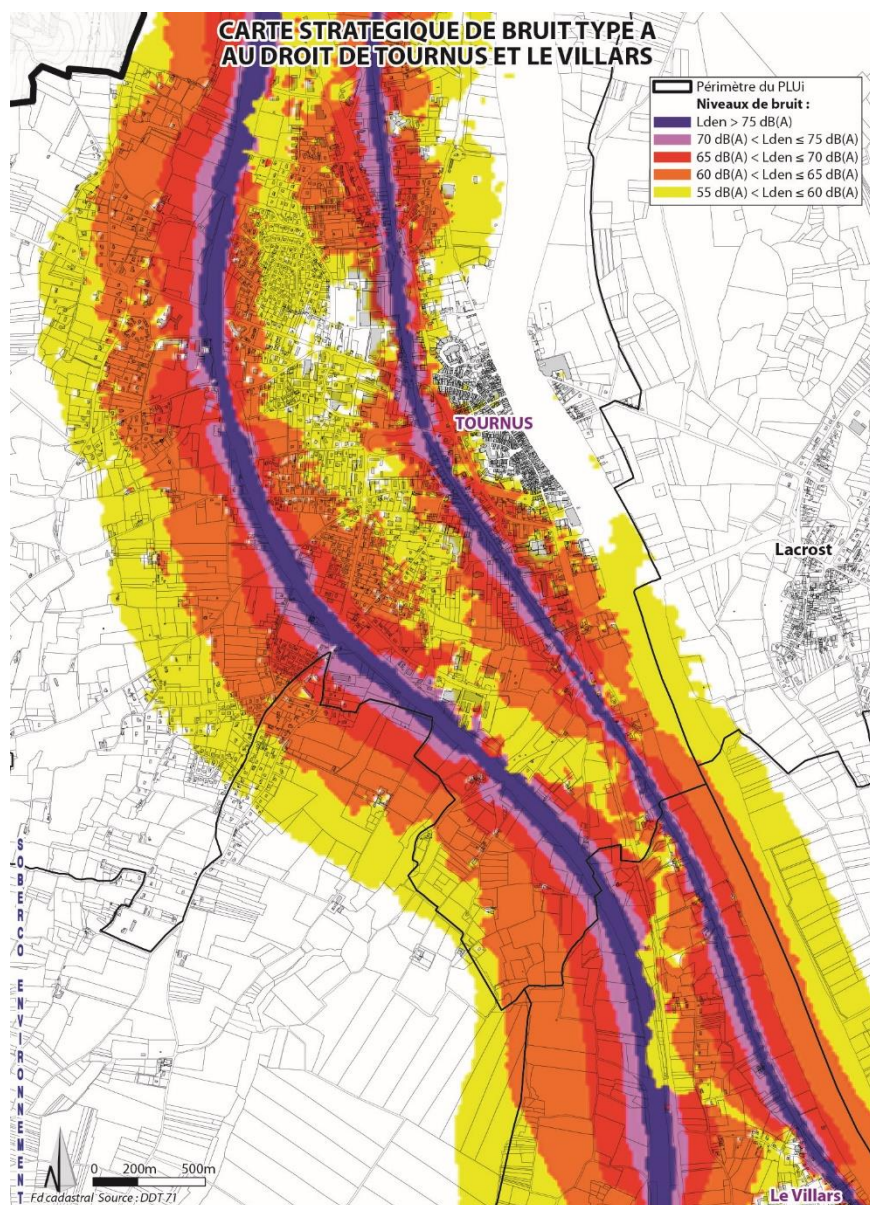 CARTE STRATEGIQUE DE BRUIT TYPE A
AU DROIT DE TOURNUS ET LE VILLARS
Périmètre du PLUi
Niveaux de bruit :
Lden > 75 dB(A)
70 dB(A) < Lden ≤ 75 dB(A)
65 dB(A) < Lden ≤ 70 dB(A)
60 dB(A) < Lden ≤ 65 dB(A)
55 dB(A) < Lden ≤ 60 dB(A)
TOURNUS
Lacrost
SOBERCO ENVIRONNEMENT
0 200m 500m
Fd cadastral Source : DDT 71
Le Villars